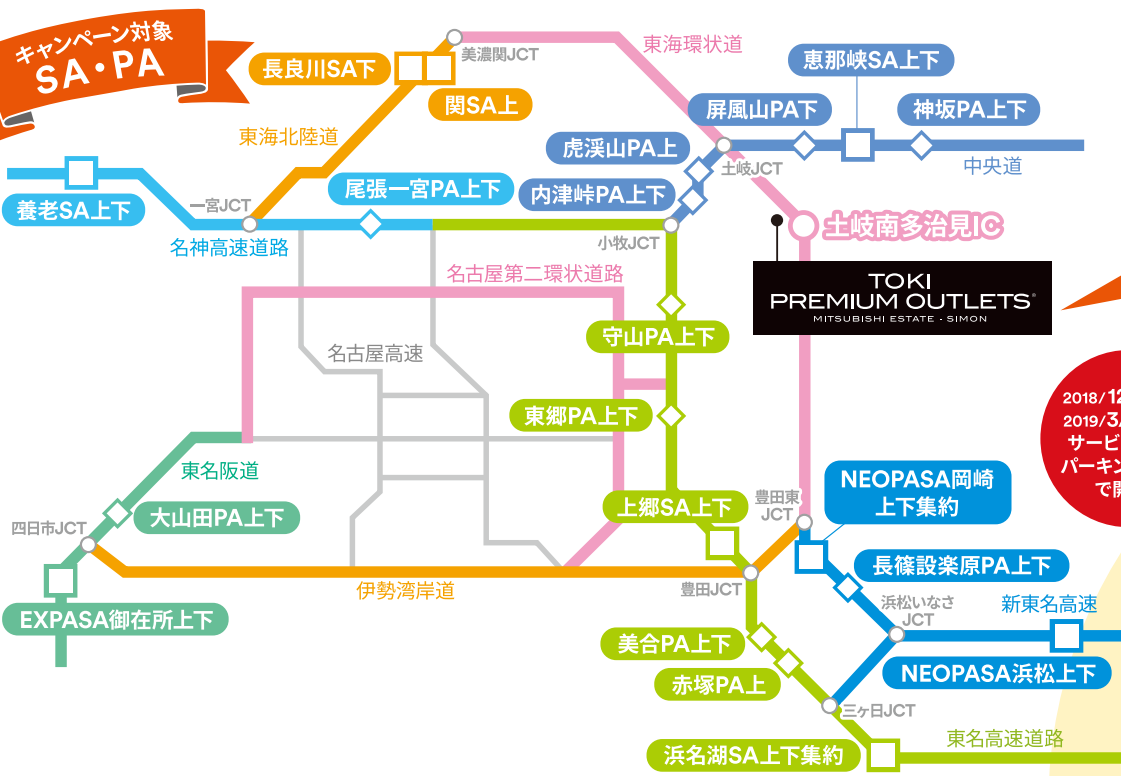 キャンペーン対象
SA・PA
長良川SA下
美濃関JCT
東海環状道
恵那峡SA上下
関SA上
屏風山PA下
神坂PA上下
東海北陸道
虎渓山PA上
土岐JCT
中央道
尾張一宮PA上下
内津峠PA上下
養老SA上下
一宮JCT
土岐南多治見IC
名神高速道路
小牧JCT
名古屋第二環状道路
TOKI
PREMIUM OUTLETS®
MITSUBISHI ESTATE - SIMON
守山PA上下
名古屋高速
2018/12
2019/3/
サービ
パーキン
で開
東郷PA上下
東名阪道
NEOPASA岡崎
上下集約
上郷SA上下
豊田東
JCT
大山田PA上下
四日市JCT
長篠設楽原PA上下
伊勢湾岸道
豊田JCT
浜松いなさ
JCT
新東名高速
EXPASA御在所上下
美合PA上下
NEOPASA浜松上下
赤塚PA上
三ヶ日JCT
浜名湖SA上下集約
東名高速道路